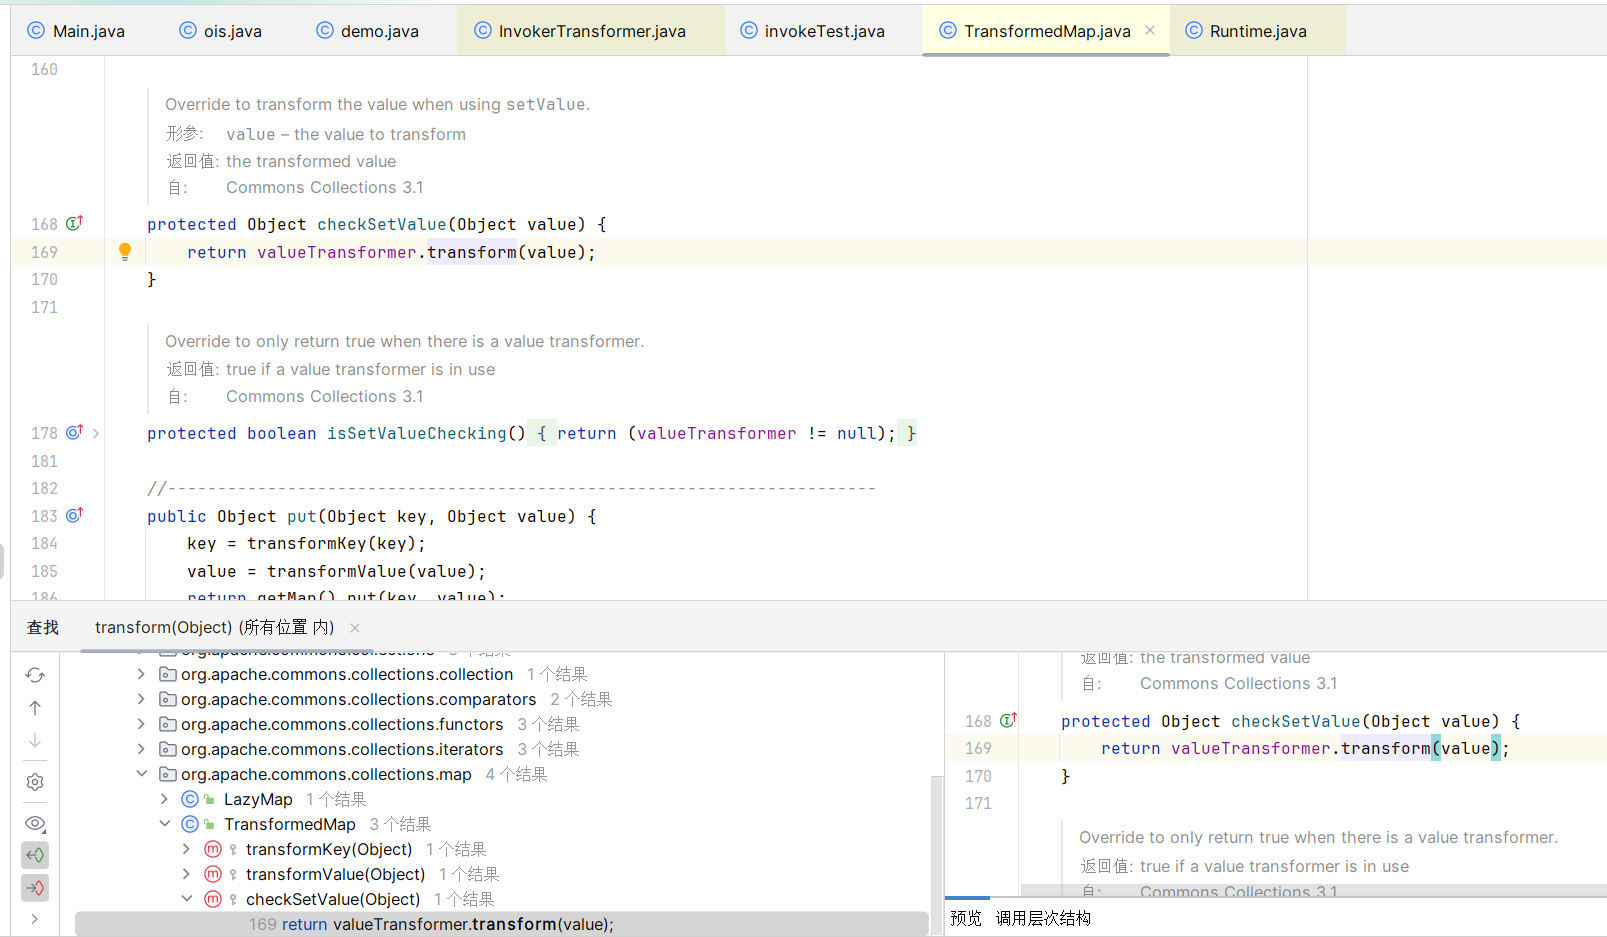 Main.java ois.java demo.java InvokerTransformer.java invokeTest.java TransformedMap.java Runtime.java
160
Override to transform the value when using setValue.
形参: value – the value to transform
返回值: the transformed value
自: Commons Collections 3.1
168 protected Object checkSetValue(Object value) {
169 return valueTransformer.transform(value);
170 }
171
Override to only return true when there is a value transformer.
返回值: true if a value transformer is in use
自: Commons Collections 3.1
178 protected boolean isSetValueChecking() { return (valueTransformer != null); }
181
182 //-----------------------------------------------------------------------
183 public Object put(Object key, Object value) {
184 key = transformKey(key);
185 value = transformValue(value);
186 return getMap().put(key, value);
查找 transform(Object) (所有位置 内)
org.apache.commons.collections
org.apache.commons.collections.collection 1 个结果
org.apache.commons.collections.comparators 2 个结果
org.apache.commons.collections.functors 3 个结果
org.apache.commons.collections.iterators 3 个结果
org.apache.commons.collections.map 4 个结果
LazyMap 1 个结果
TransformedMap 3 个结果
transformKey(Object) 1 个结果
transformValue(Object) 1 个结果
checkSetValue(Object) 1 个结果
169 return valueTransformer.transform(value);
返回值: the transformed value
自: Commons Collections 3.1
168 protected Object checkSetValue(Object value) {
169 return valueTransformer.transform(value);
170 }
171
Override to only return true when there is a value transformer.
返回值: true if a value transformer is in use
自: Commons Collections 3.1
预览 调用层次结构